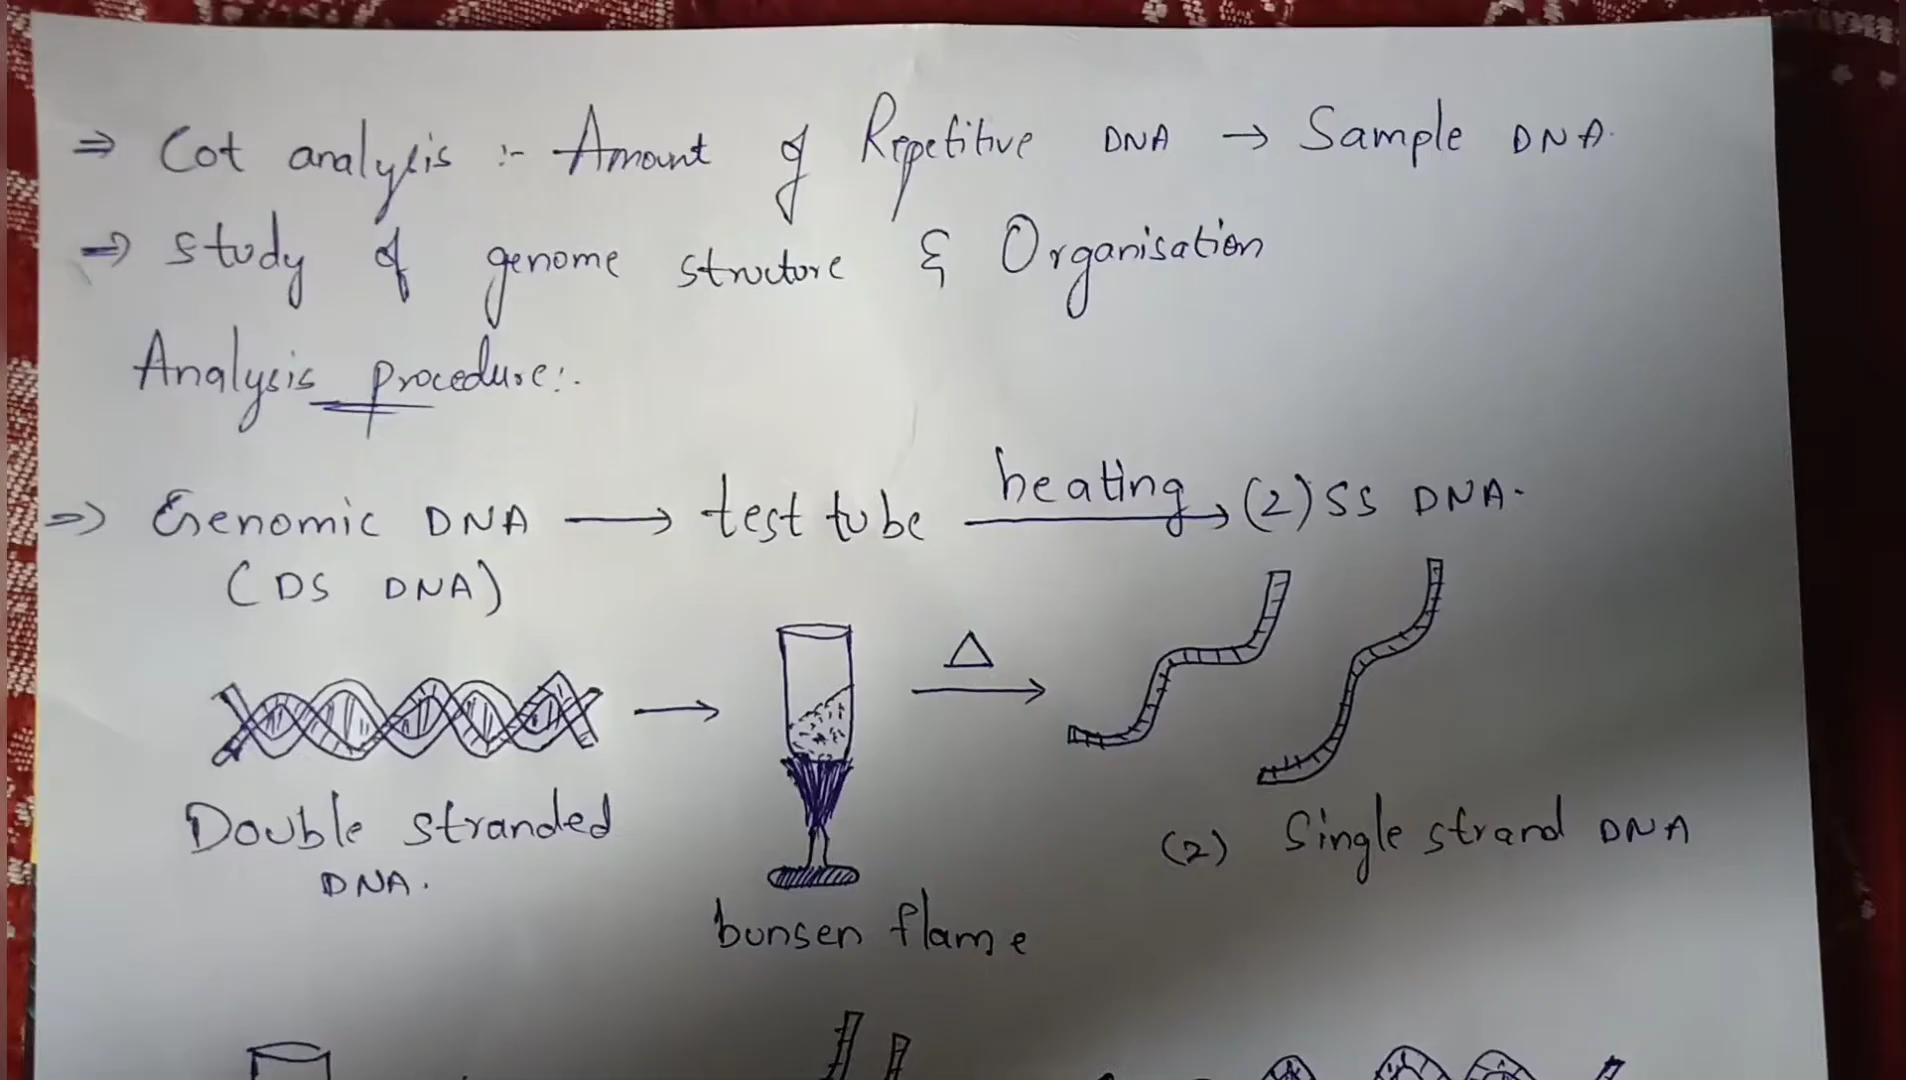 ⇒ Cot analysis :- Amount of Repetitive DNA → Sample DNA.
⇒ study of genome structure & Organisation
Analysis procedure:.
⇒ Genomic DNA → test tube heating → (2) SS DNA.
(DS DNA)
△
Double stranded
DNA.
(2) Single strand DNA
bunsen flame